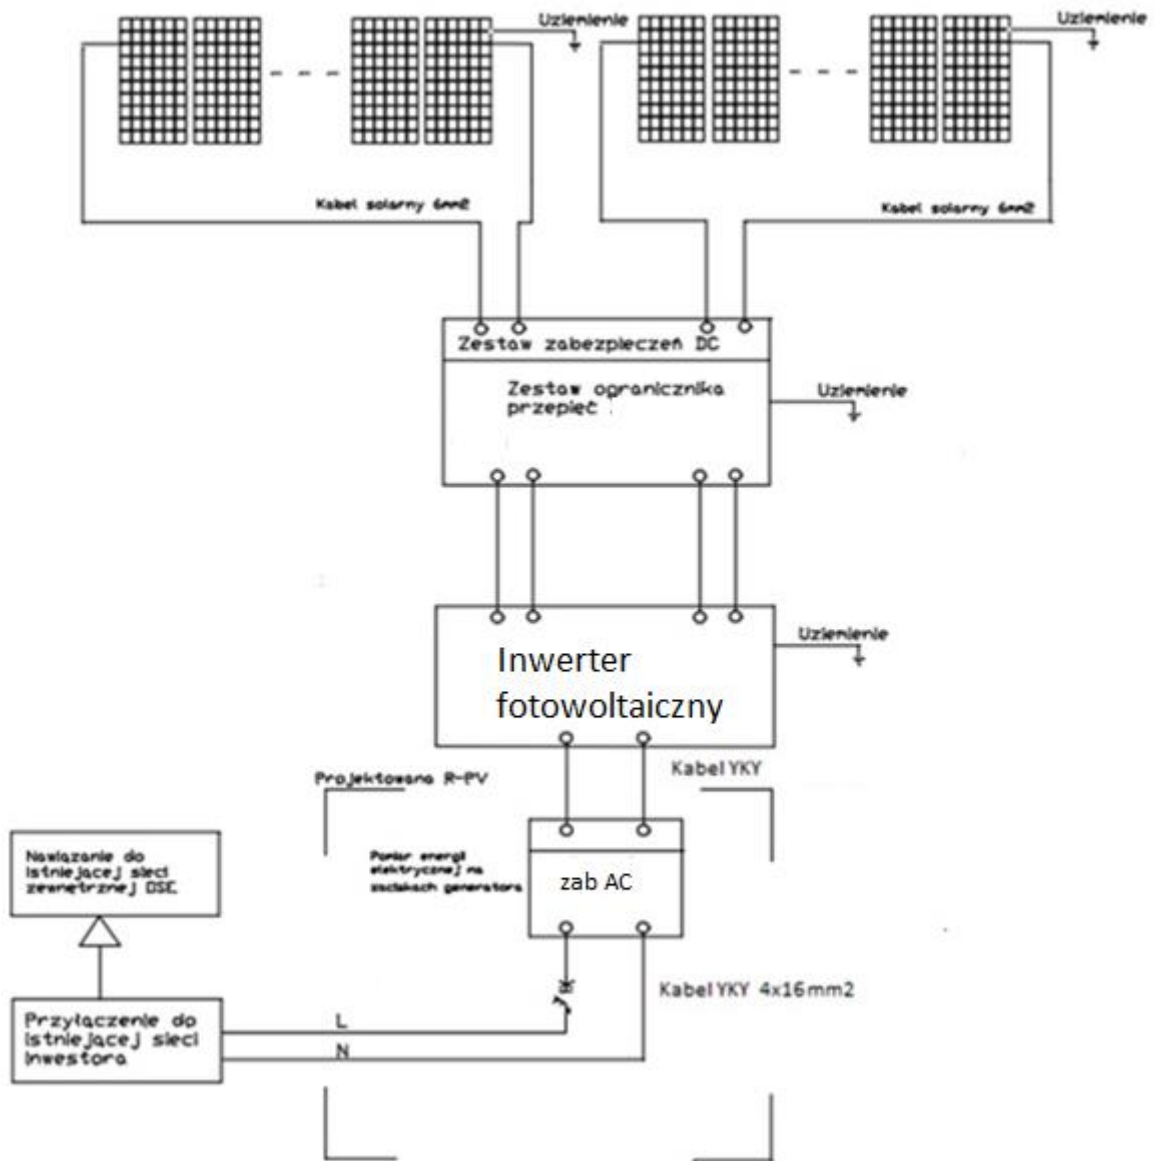 Uziemienie
Uziemienie
Kabel solarny 6mm2
Kabel solarny 6mm2
Zestaw zabezpieczeń DC
Zestaw ogranicznika
przepięć
Uziemienie
Inwerter
fotowoltaiczny
Uziemienie
Kabel YKY
Projektowana R-PV
Nawiązanie do
istniejącej sieci
zewnętrznej OSE.
Pomiar energii
elektrycznej na
zaciskach generatora
zab AC
Kabel YKY 4x16mm2
Przyłączenie do
istniejącej sieci
inwestora
L
N